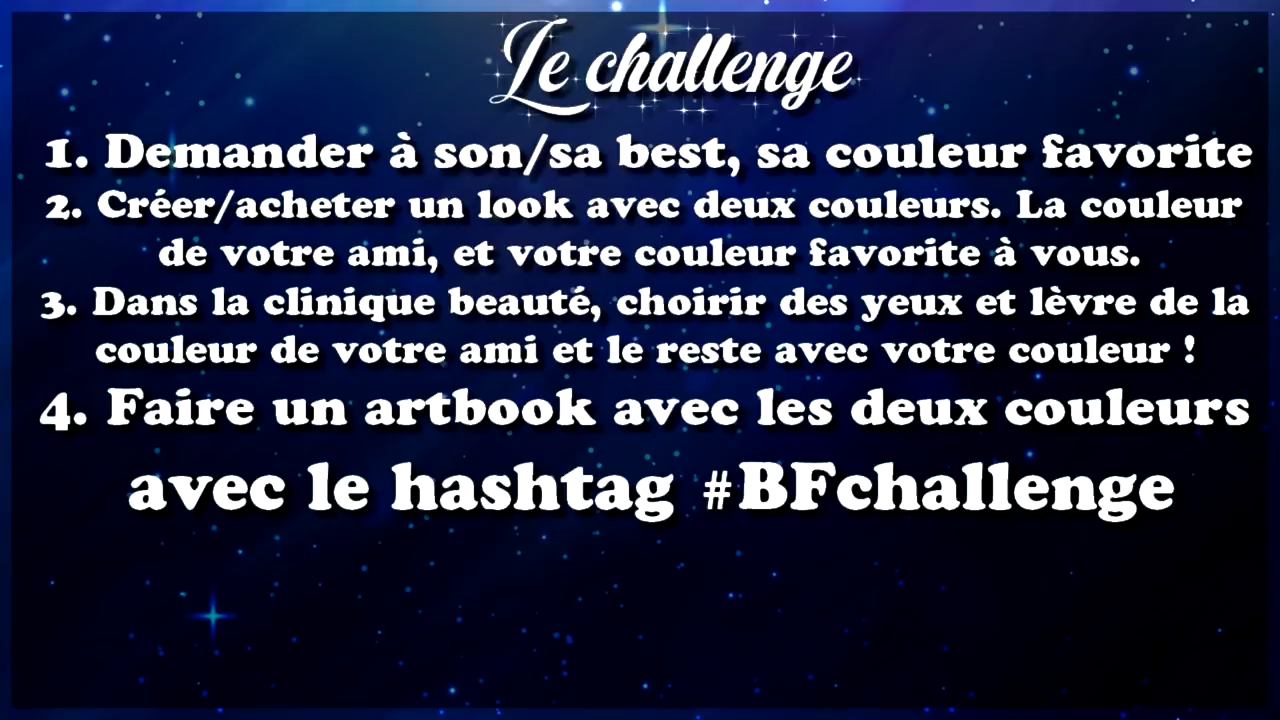 Le challenge
1. Demander à son/sa best, sa couleur favorite
2. Créer/acheter un look avec deux couleurs. La couleur
de votre ami, et votre couleur favorite à vous.
3. Dans la clinique beauté, choirir des yeux et lèvre de la
couleur de votre ami et le reste avec votre couleur !
4. Faire un artbook avec les deux couleurs
avec le hashtag #BFchallenge